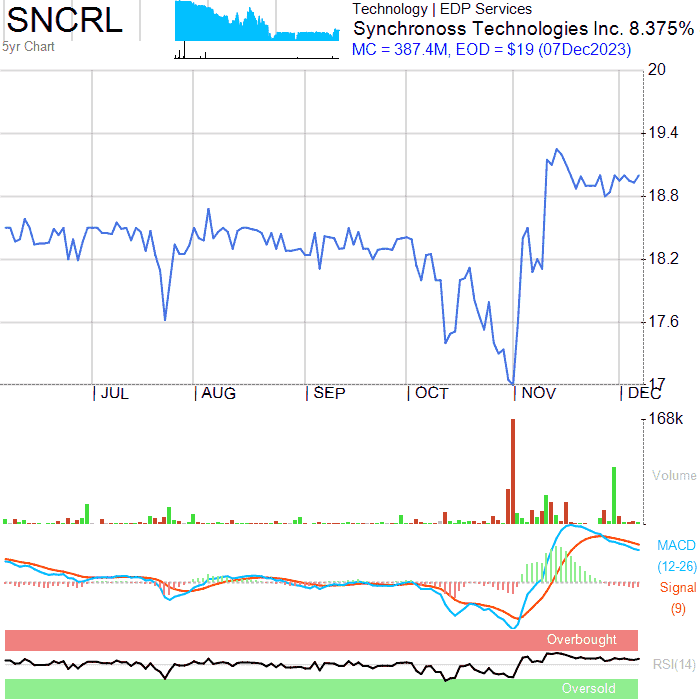 SNCRL
5yr Chart
Technology | EDP Services
Synchronoss Technologies Inc. 8.375%
MC = 387.4M, EOD = $19 (07Dec2023)
20
19.4
18.8
18.2
17.6
17
JUL AUG SEP OCT NOV DEC
168k
Volume
MACD
(12-26)
Signal
(9)
Overbought
RSI(14)
Oversold